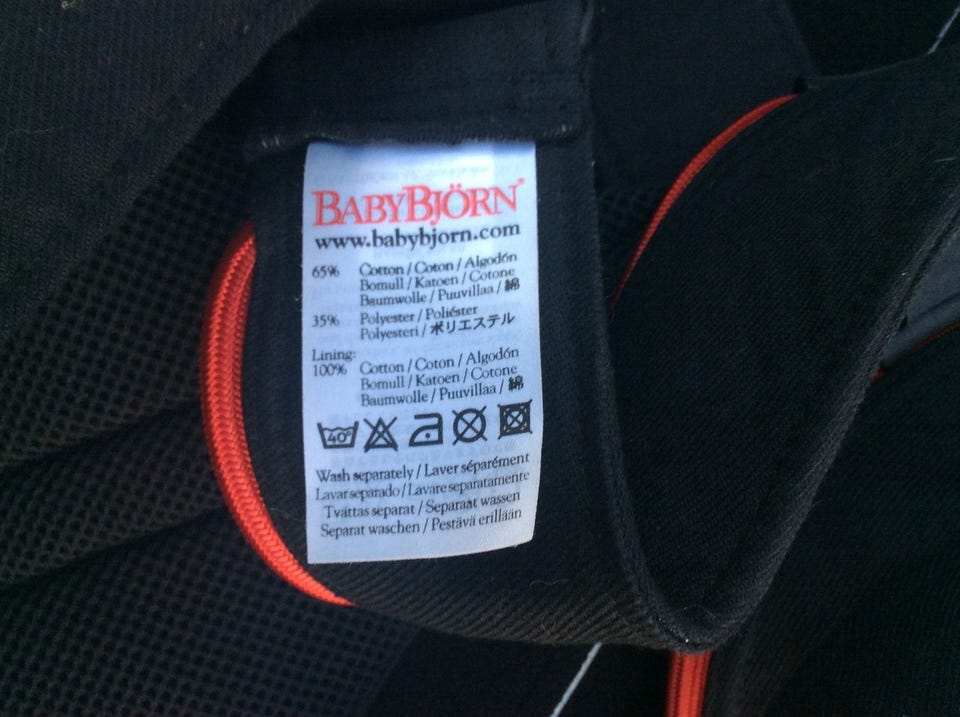 BABYBJÖRN®
www.babybjorn.com
65% Cotton / Coton / Algodón
Bomull / Katoen / Cotone
Baumwolle / Puuvillaa / 綿
35% Polyester / Poliéster
Polyesteri / ポリエステル
Lining:
100% Cotton / Coton / Algodón
Bomull / Katoen / Cotone
Baumwolle / Puuvillaa / 綿
40°
Wash separately / Laver séparément
Lavar separado / Lavare separatamente
Tvättas separat / Separaat wassen
Separat waschen / Pestävä erillään